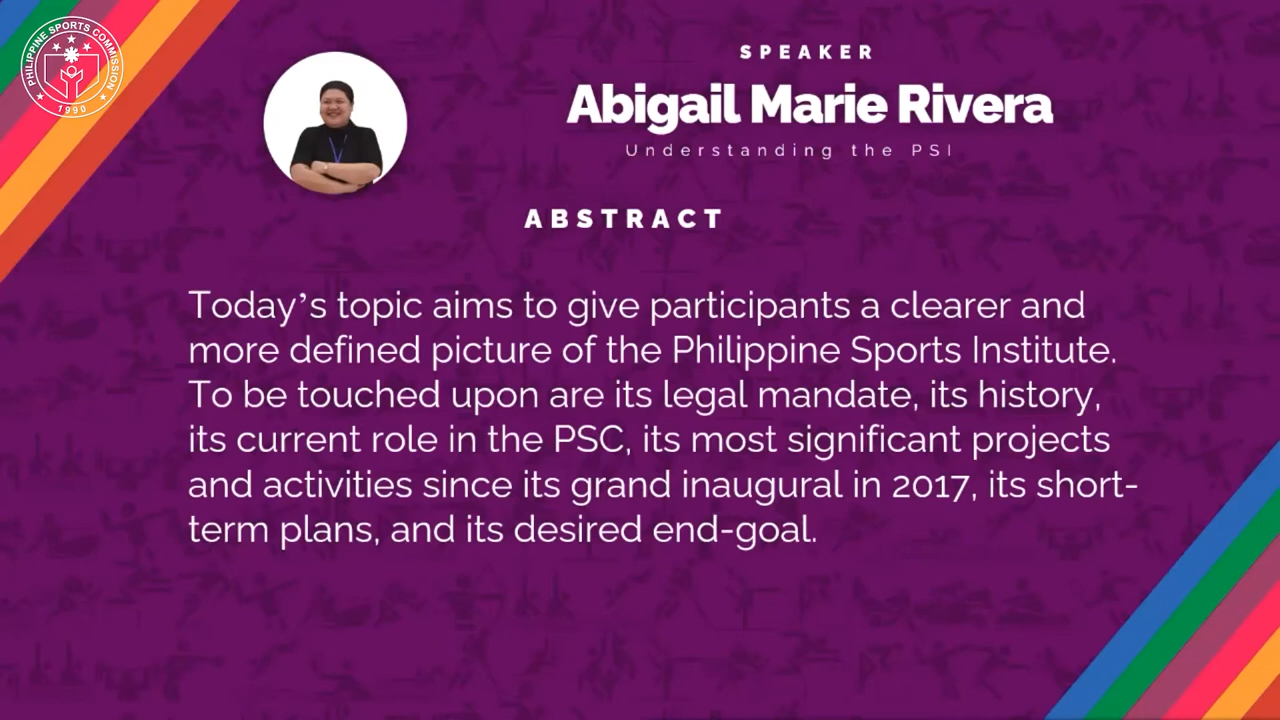 PHILIPPINE SPORTS COMMISSION
1990
SPEAKER
Abigail Marie Rivera
Understanding the PSI
ABSTRACT
Today’s topic aims to give participants a clearer and
more defined picture of the Philippine Sports Institute.
To be touched upon are its legal mandate, its history,
its current role in the PSC, its most significant projects
and activities since its grand inaugural in 2017, its short-
term plans, and its desired end-goal.